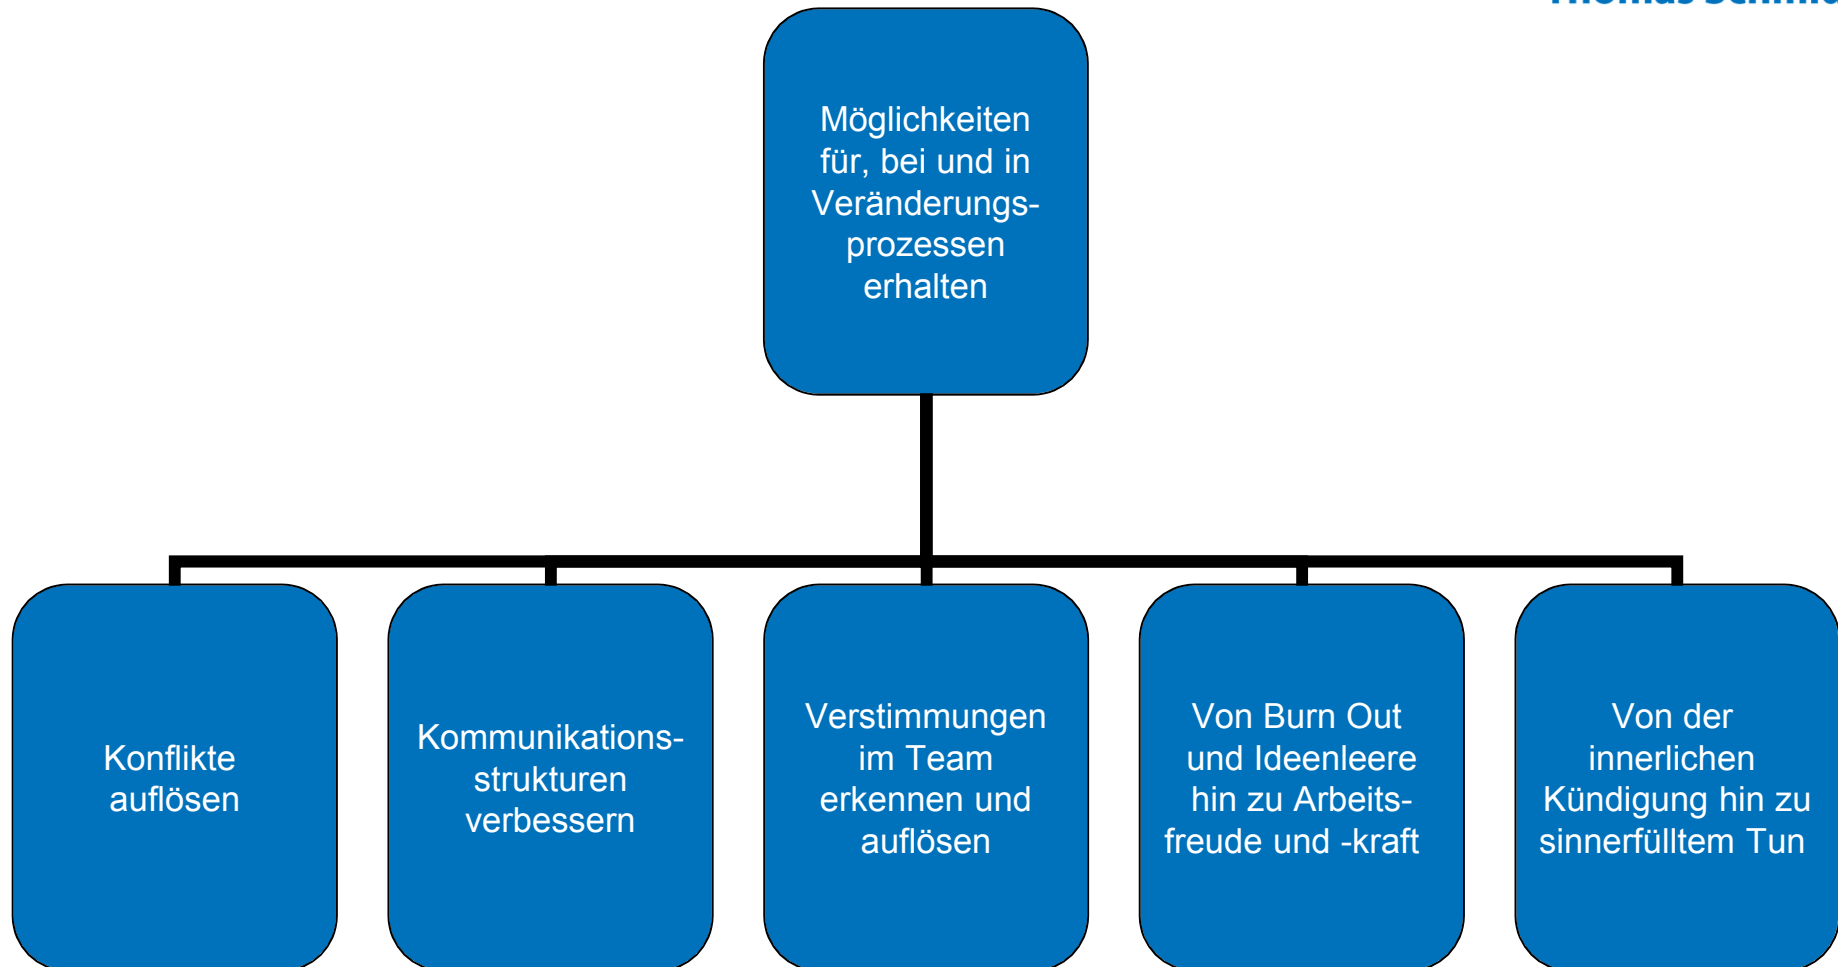 Möglichkeiten
für, bei und in
Veränderungs-
prozessen
erhalten
Konflikte
auflösen
Kommunikations-
strukturen
verbessern
Verstimmungen
im Team
erkennen und
auflösen
Von Burn Out
und Ideenleere
hin zu Arbeits-
freude und -kraft
Von der
innerlichen
Kündigung hin zu
sinnerfülltem Tun